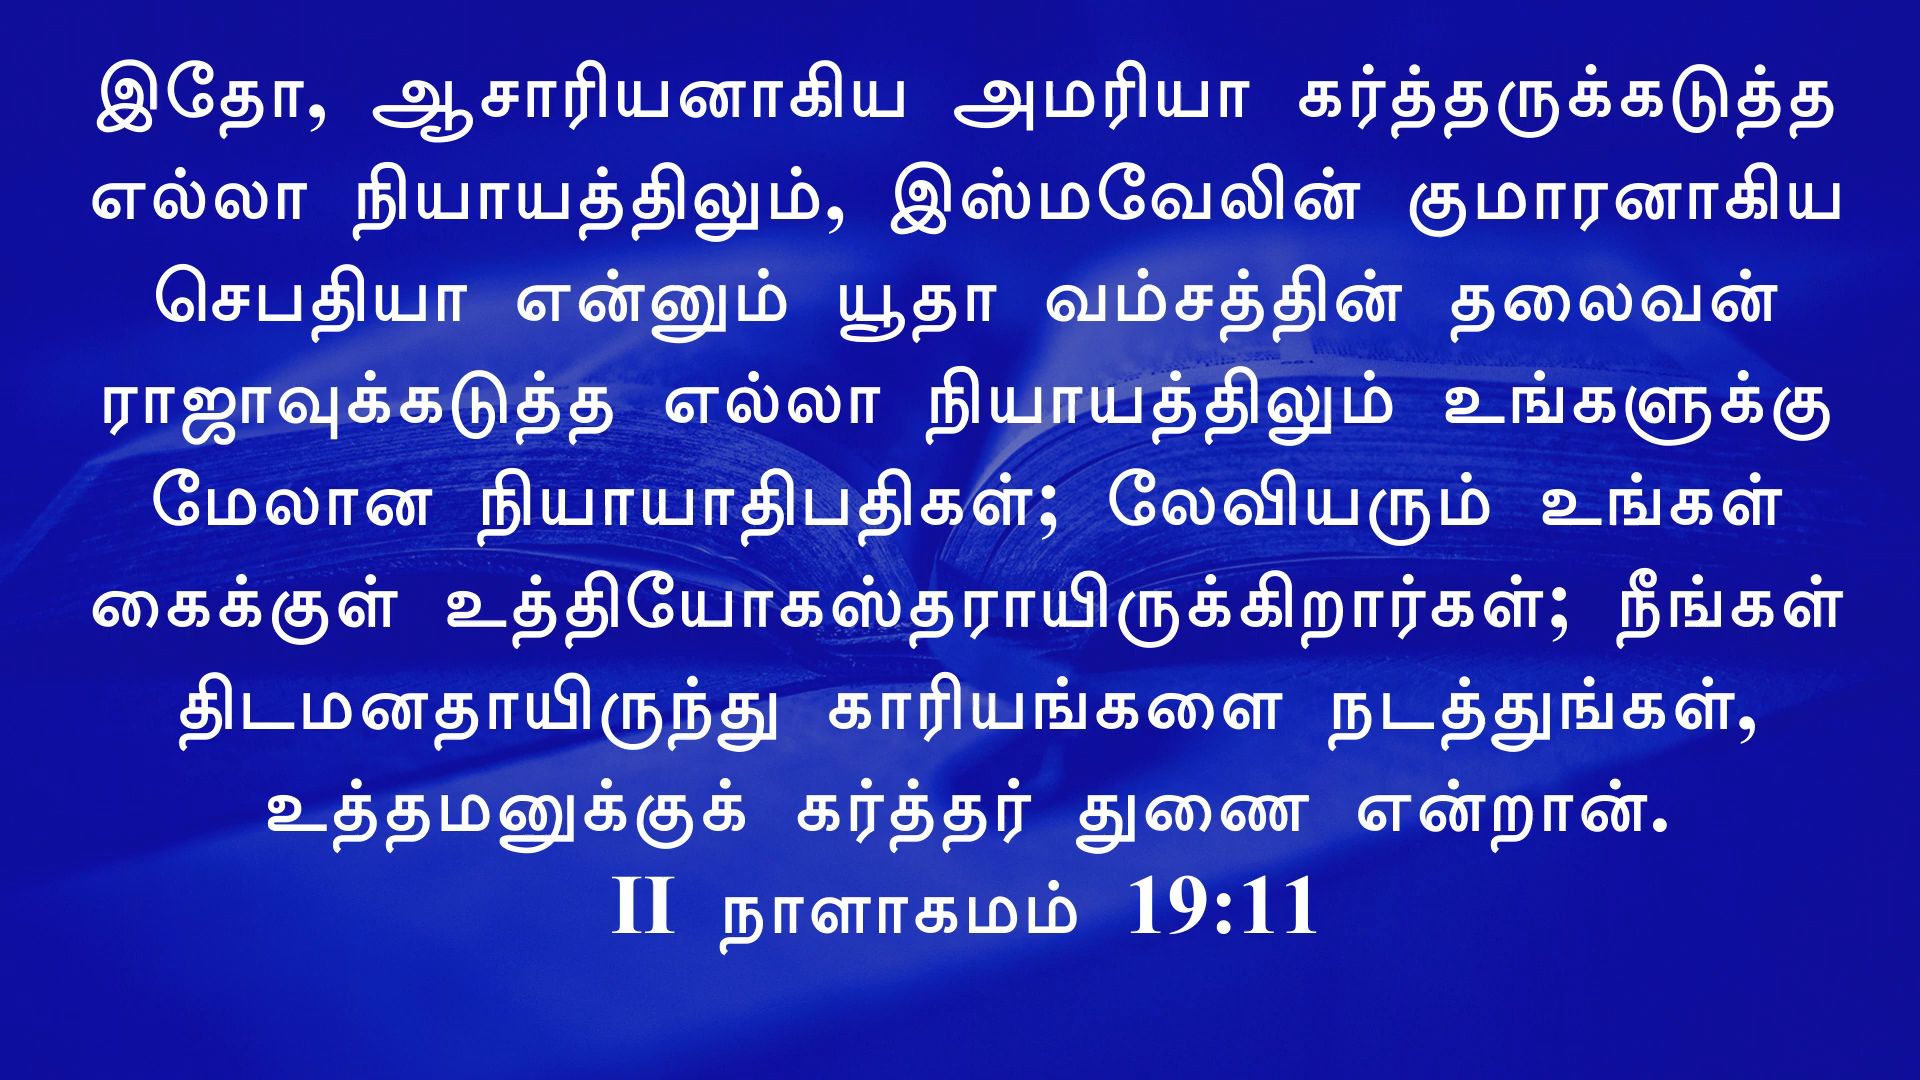 இதோ, ஆசாரியனாகிய அமரியா கர்த்தருக்கடுத்த
எல்லா நியாயத்திலும், இஸ்மவேலின் குமாரனாகிய
செபதியா என்னும் யூதா வம்சத்தின் தலைவன்
ராஜாவுக்கடுத்த எல்லா நியாயத்திலும் உங்களுக்கு
மேலான நியாயாதிபதிகள்; லேவியரும் உங்கள்
கைக்குள் உத்தியோகஸ்தராயிருக்கிறார்கள்; நீங்கள்
திடமனதாயிருந்து காரியங்களை நடத்துங்கள்,
உத்தமனுக்குக் கர்த்தர் துணை என்றான்.
II நாளாகமம் 19:11